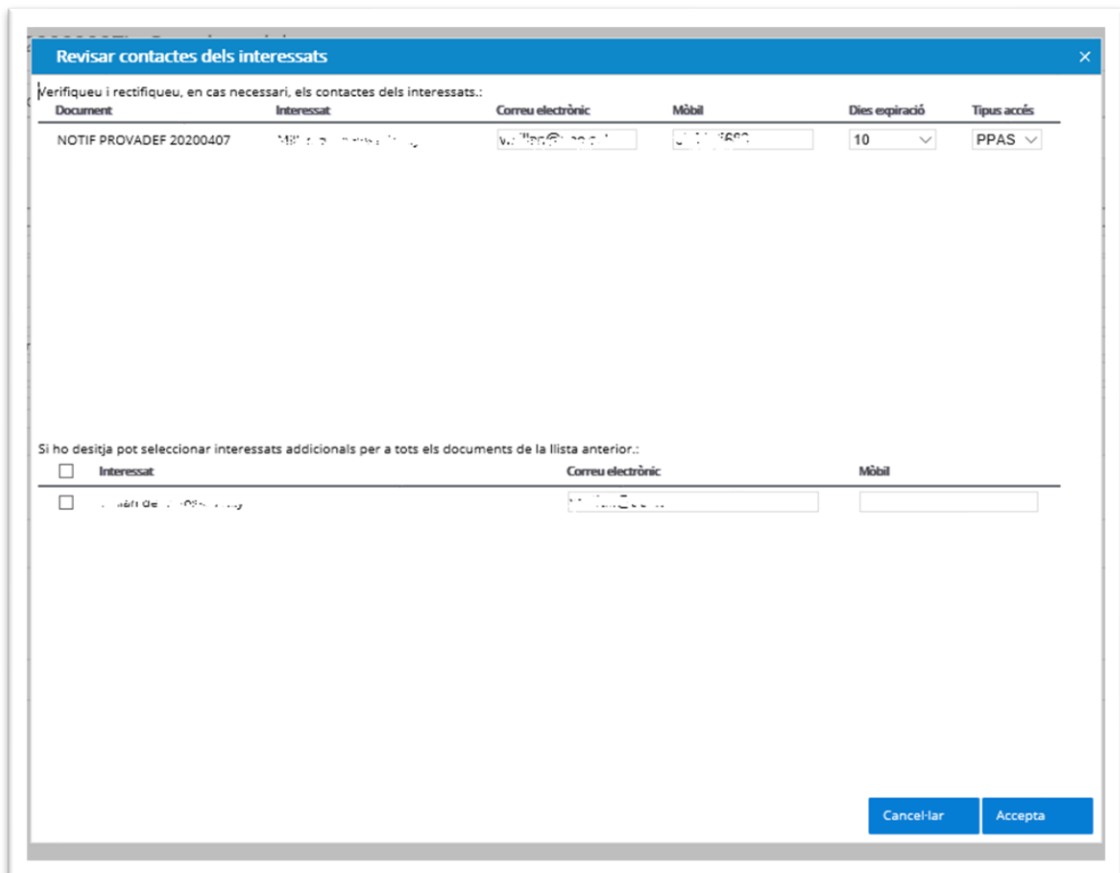 Revisar contactes dels interessats
Verifiqueu i rectifiqueu, en cas necessari, els contactes dels interessats.:
Document Interessat Correu electrònic Mòbil Dies expiració Tipus accés
NOTIF PROVADEF 20200407 10 PPAS
Si ho desitja pot seleccionar interessats addicionals per a tots els documents de la llista anterior.:
Interessat Correu electrònic Mòbil
Cancel·lar Accepta